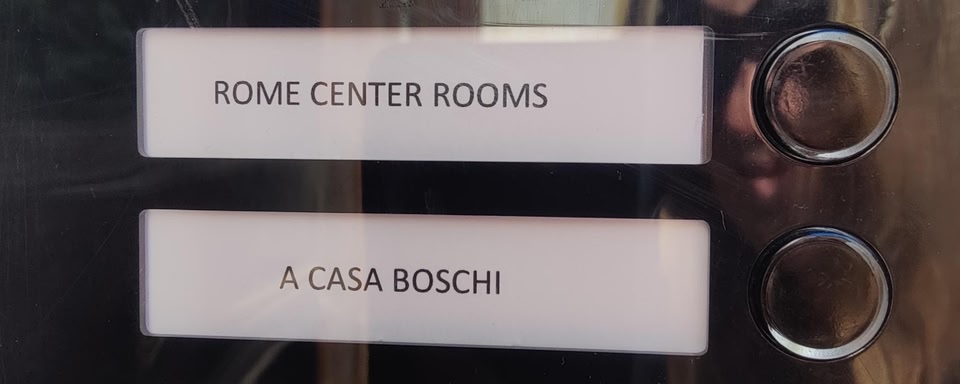 ROME CENTER ROOMS
A CASA BOSCHI